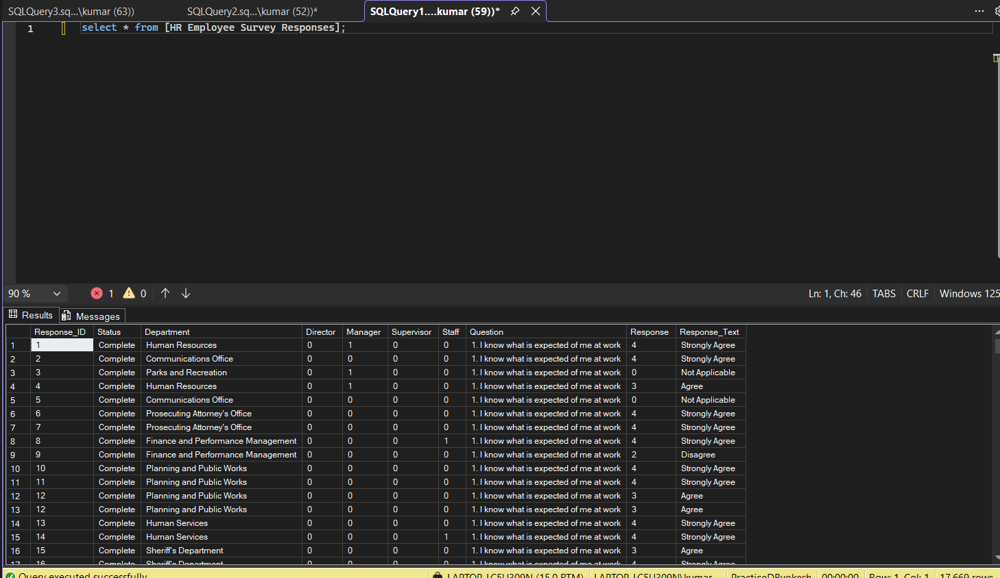 SQLQuery3.sq...\kumar (63)) SQLQuery2.sq...\kumar (52))* SQLQuery1....kumar (59))*
1 select * from [HR Employee Survey Responses];
90 % 1 0 Ln: 1, Ch: 46 TABS CRLF Windows 125
Results Messages
Response_ID Status Department Director Manager Supervisor Staff Question Response Response_Text
1 1 Complete Human Resources 0 1 0 0 1. I know what is expected of me at work 4 Strongly Agree
2 2 Complete Communications Office 0 0 0 0 1. I know what is expected of me at work 4 Strongly Agree
3 3 Complete Parks and Recreation 0 1 0 0 1. I know what is expected of me at work 0 Not Applicable
4 4 Complete Human Resources 0 1 0 0 1. I know what is expected of me at work 3 Agree
5 5 Complete Communications Office 0 0 0 0 1. I know what is expected of me at work 0 Not Applicable
6 6 Complete Prosecuting Attorney's Office 0 0 0 0 1. I know what is expected of me at work 4 Strongly Agree
7 7 Complete Prosecuting Attorney's Office 0 0 0 0 1. I know what is expected of me at work 4 Strongly Agree
8 8 Complete Finance and Performance Management 0 0 0 1 1. I know what is expected of me at work 4 Strongly Agree
9 9 Complete Finance and Performance Management 0 0 0 0 1. I know what is expected of me at work 2 Disagree
10 10 Complete Planning and Public Works 0 0 0 0 1. I know what is expected of me at work 4 Strongly Agree
11 11 Complete Planning and Public Works 0 0 0 0 1. I know what is expected of me at work 4 Strongly Agree
12 12 Complete Planning and Public Works 0 0 0 0 1. I know what is expected of me at work 3 Agree
13 12 Complete Planning and Public Works 0 0 0 0 1. I know what is expected of me at work 3 Agree
14 13 Complete Human Services 0 0 0 0 1. I know what is expected of me at work 4 Strongly Agree
15 14 Complete Human Services 0 0 0 1 1. I know what is expected of me at work 4 Strongly Agree
16 15 Complete Sheriff's Department 0 0 0 0 1. I know what is expected of me at work 3 Agree
17 16 Complete Sheriff's Department 0 0 0 0 1. I know what is expected of me at work 4 Strongly Agree
Query executed successfully (15.0 RTM) 00:00:00 Row: 1, Col: 1 17,669 rows